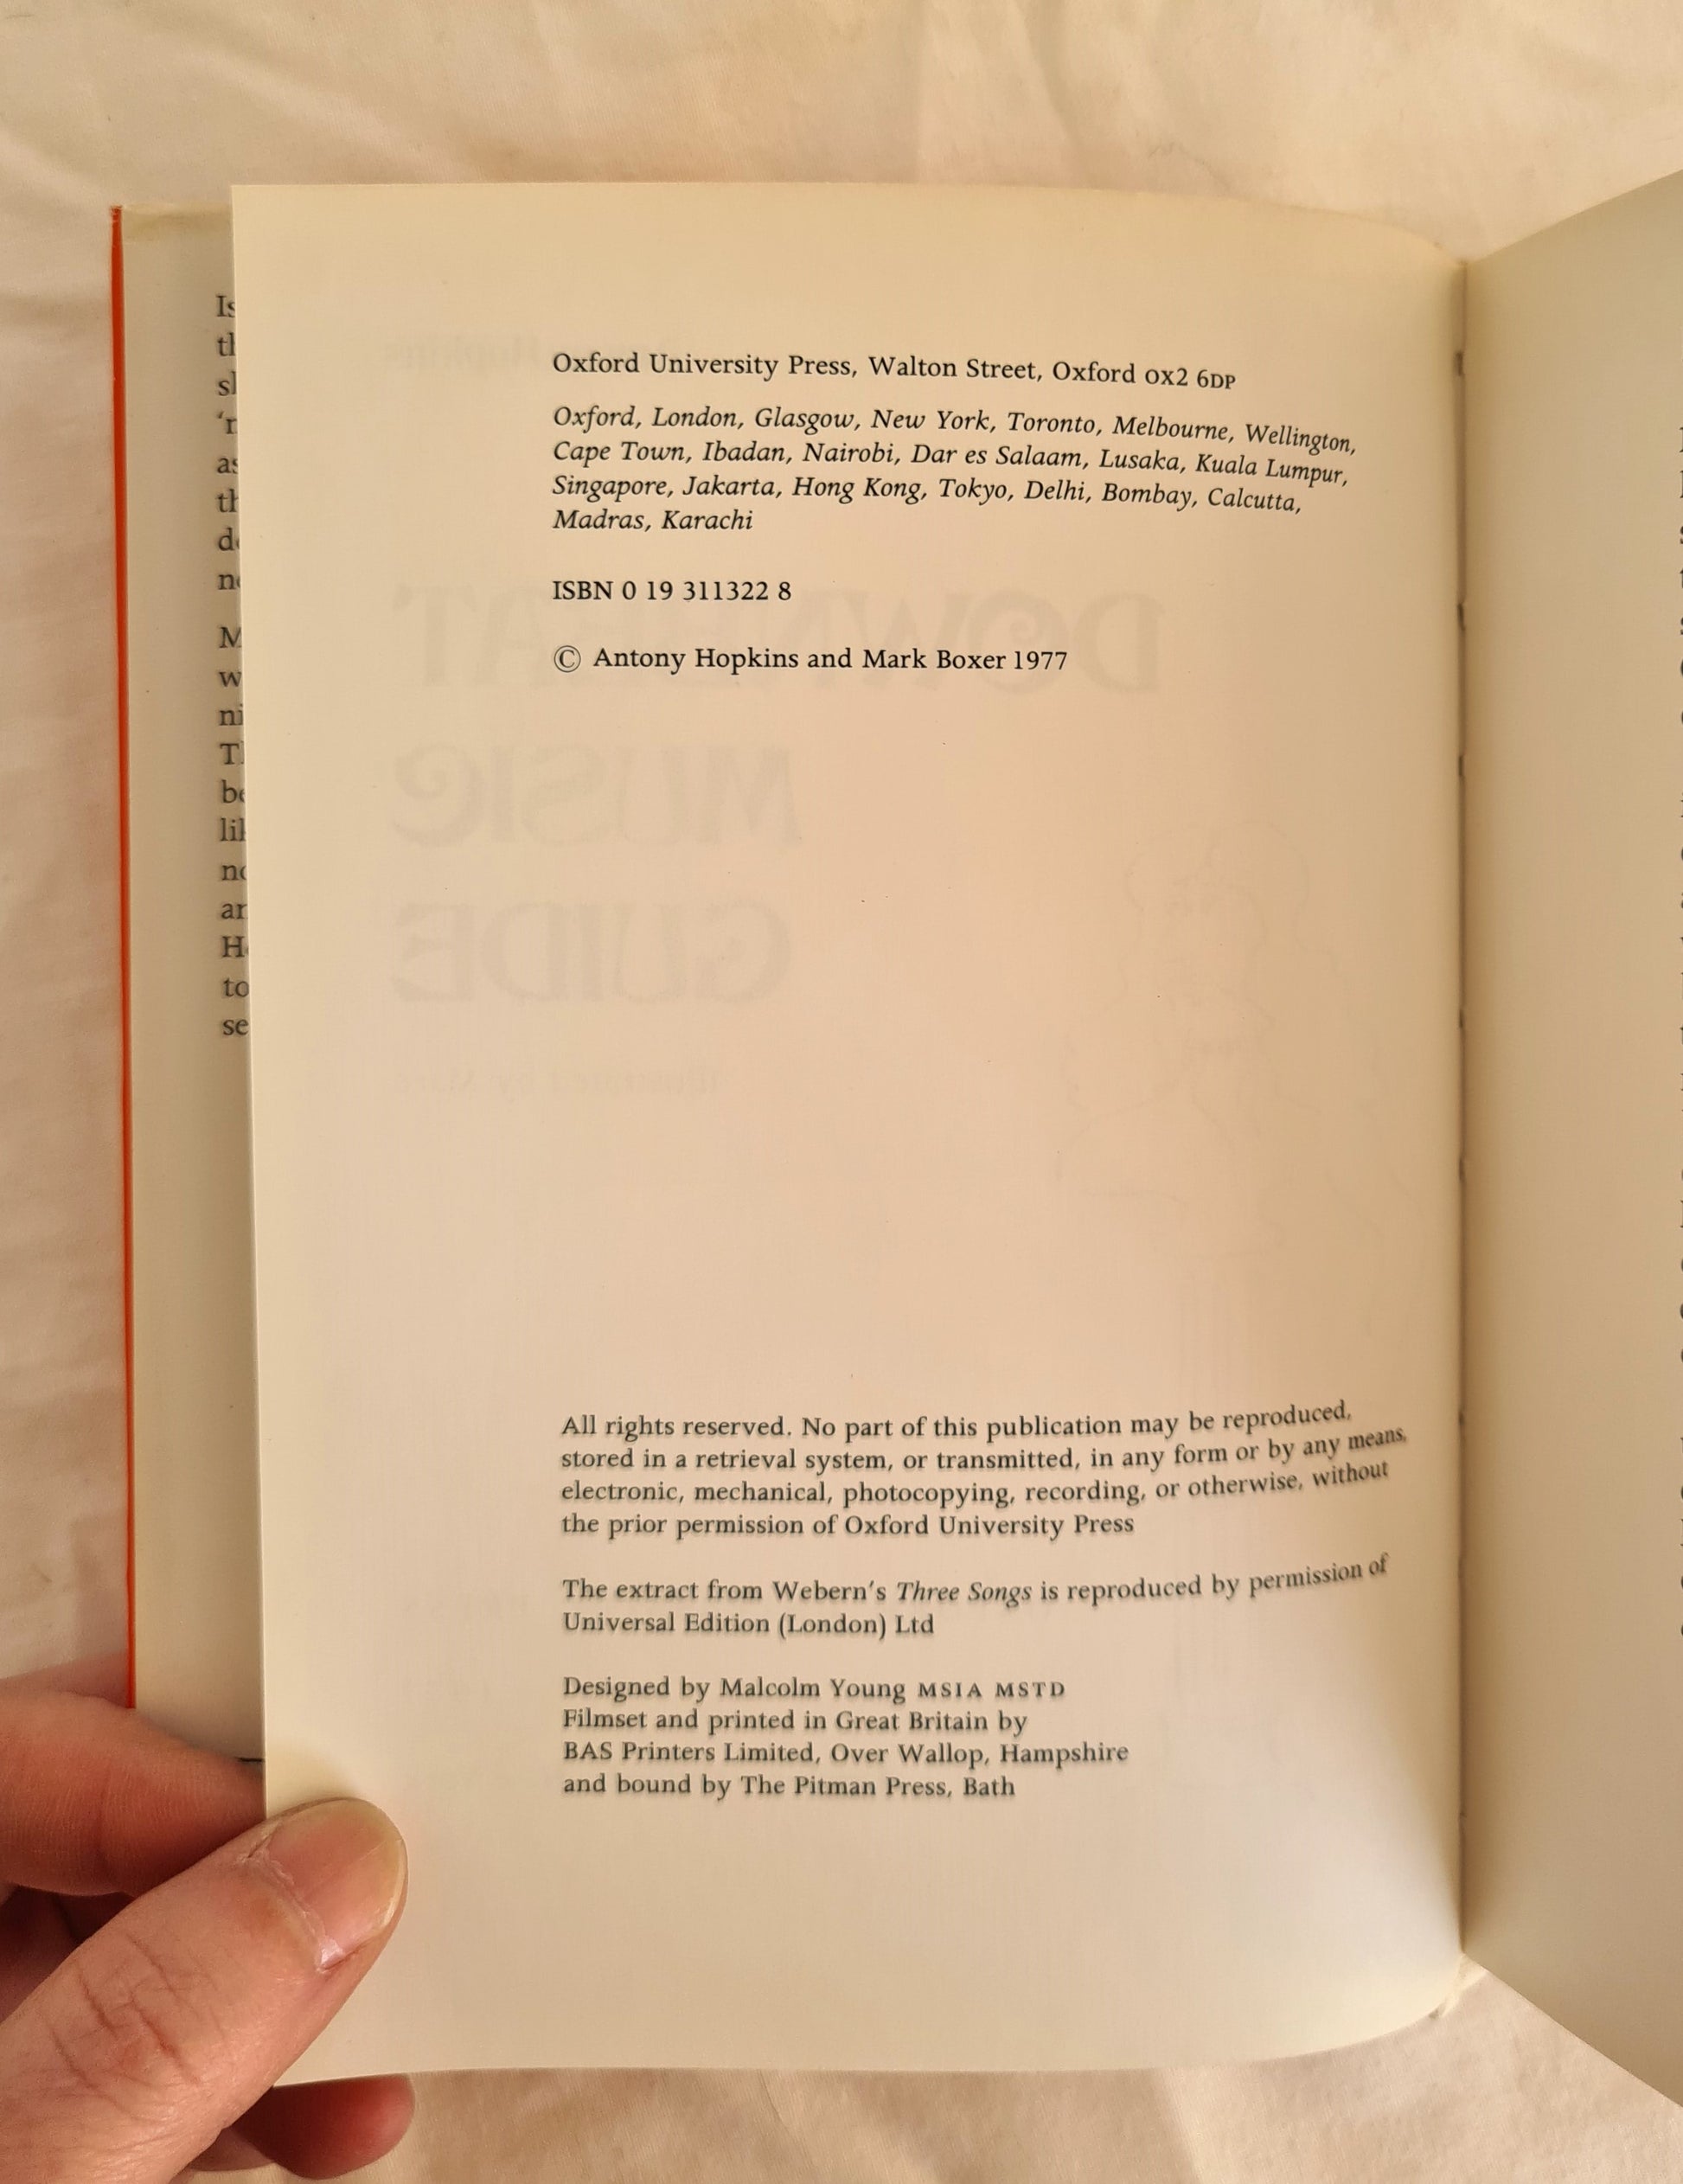 Oxford University Press, Walton Street, Oxford OX2 6DP
Oxford, London, Glasgow, New York, Toronto, Melbourne, Wellington,
Cape Town, Ibadan, Nairobi, Dar es Salaam, Lusaka, Kuala Lumpur,
Singapore, Jakarta, Hong Kong, Tokyo, Delhi, Bombay, Calcutta,
Madras, Karachi
ISBN 0 19 311322 8
© Antony Hopkins and Mark Boxer 1977
MUSIC
GUIDE
All rights reserved. No part of this publication may be reproduced,
stored in a retrieval system, or transmitted, in any form or by any means,
electronic, mechanical, photocopying, recording, or otherwise, without
the prior permission of Oxford University Press
The extract from Webern's Three Songs is reproduced by permission of
Universal Edition (London) Ltd
Designed by Malcolm Young MSIA MSTD
Filmset and printed in Great Britain by
BAS Printers Limited, Over Wallop, Hampshire
and bound by The Pitman Press, Bath